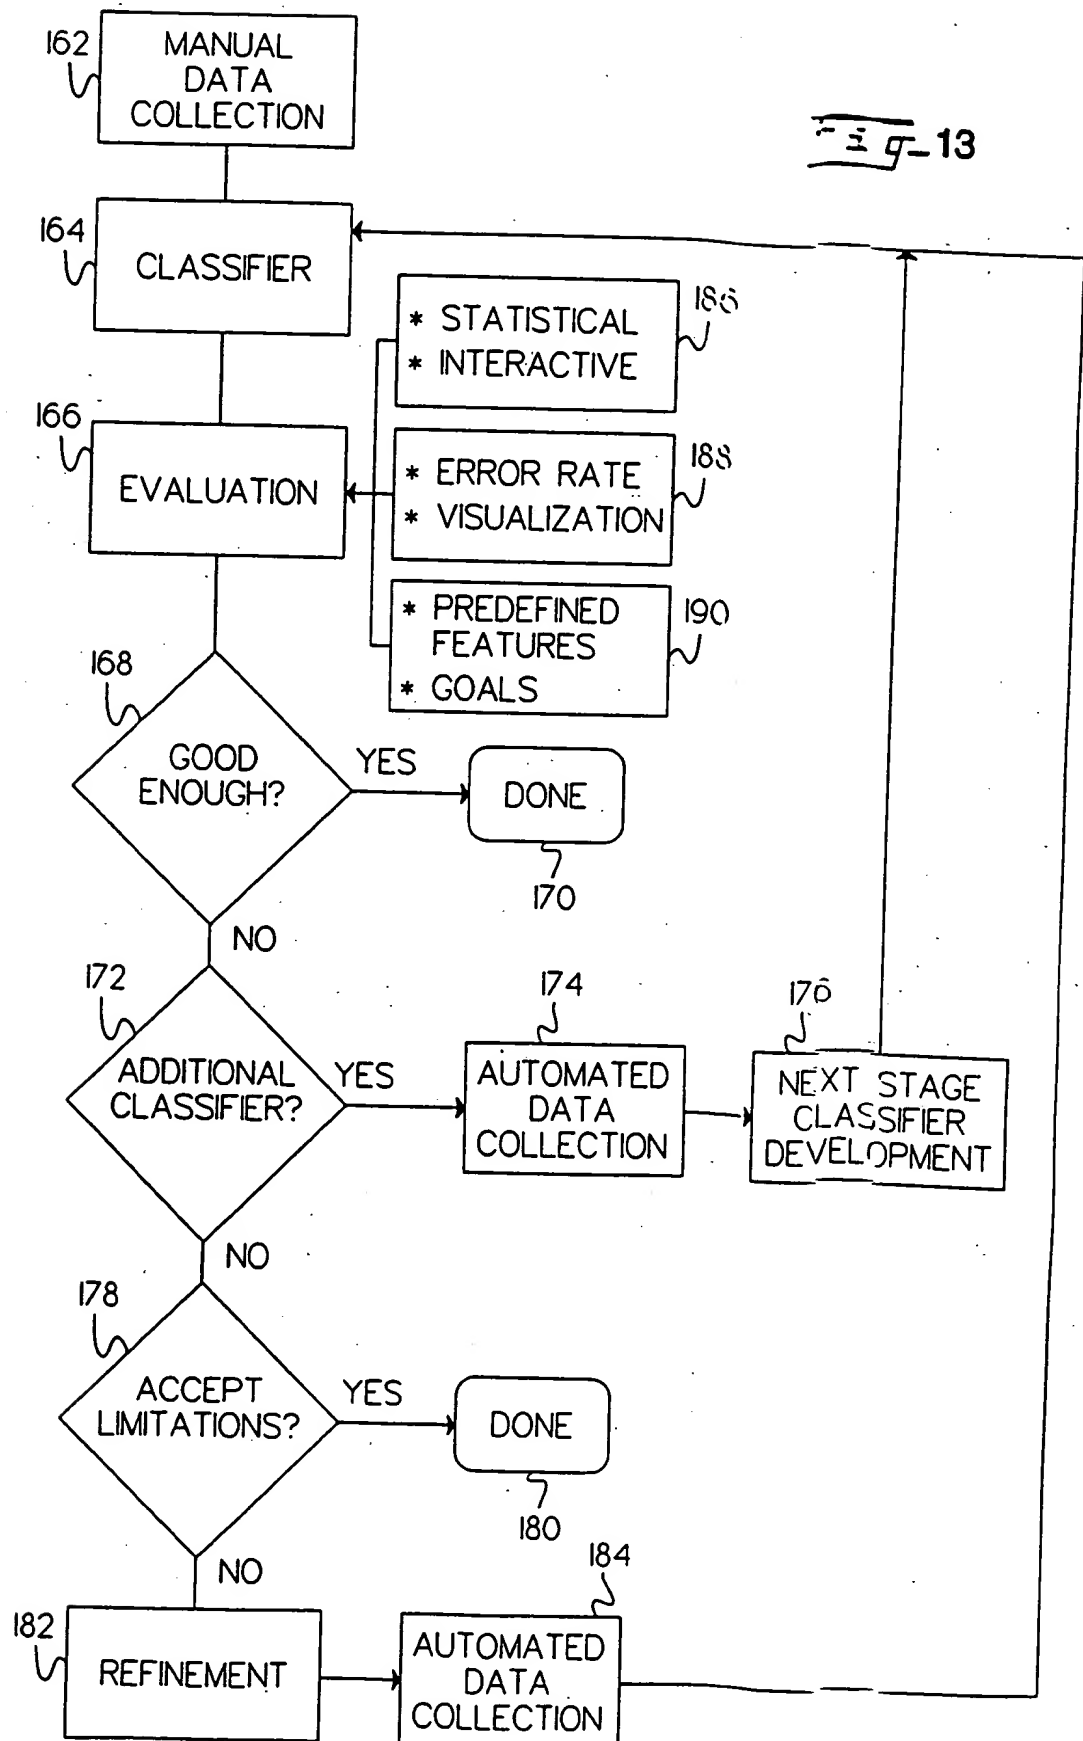 162
MANUAL
DATA
COLLECTION
Fig-13
164
CLASSIFIER
* STATISTICAL
* INTERACTIVE
186
166
EVALUATION
* ERROR RATE
* VISUALIZATION
188
* PREDEFINED
FEATURES
* GOALS
190
168
GOOD
ENOUGH?
YES
DONE
170
NO
172
ADDITIONAL
CLASSIFIER?
YES
174
AUTOMATED
DATA
COLLECTION
176
NEXT STAGE
CLASSIFIER
DEVELOPMENT
NO
178
ACCEPT
LIMITATIONS?
YES
DONE
180
NO
182
REFINEMENT
184
AUTOMATED
DATA
COLLECTION